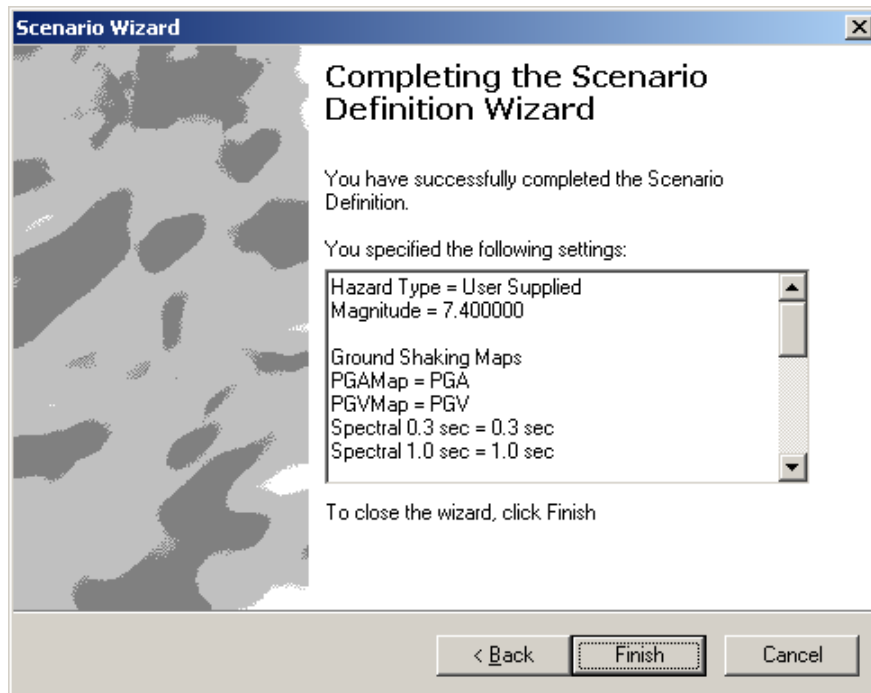 Scenario Wizard
Completing the Scenario
Definition Wizard
You have successfully completed the Scenario
Definition.
You specified the following settings:
Hazard Type = User Supplied
Magnitude = 7.400000
Ground Shaking Maps
PGAMap = PGA
PGVMap = PGV
Spectral 0.3 sec = 0.3 sec
Spectral 1.0 sec = 1.0 sec
To close the wizard, click Finish
< Back
Finish
Cancel